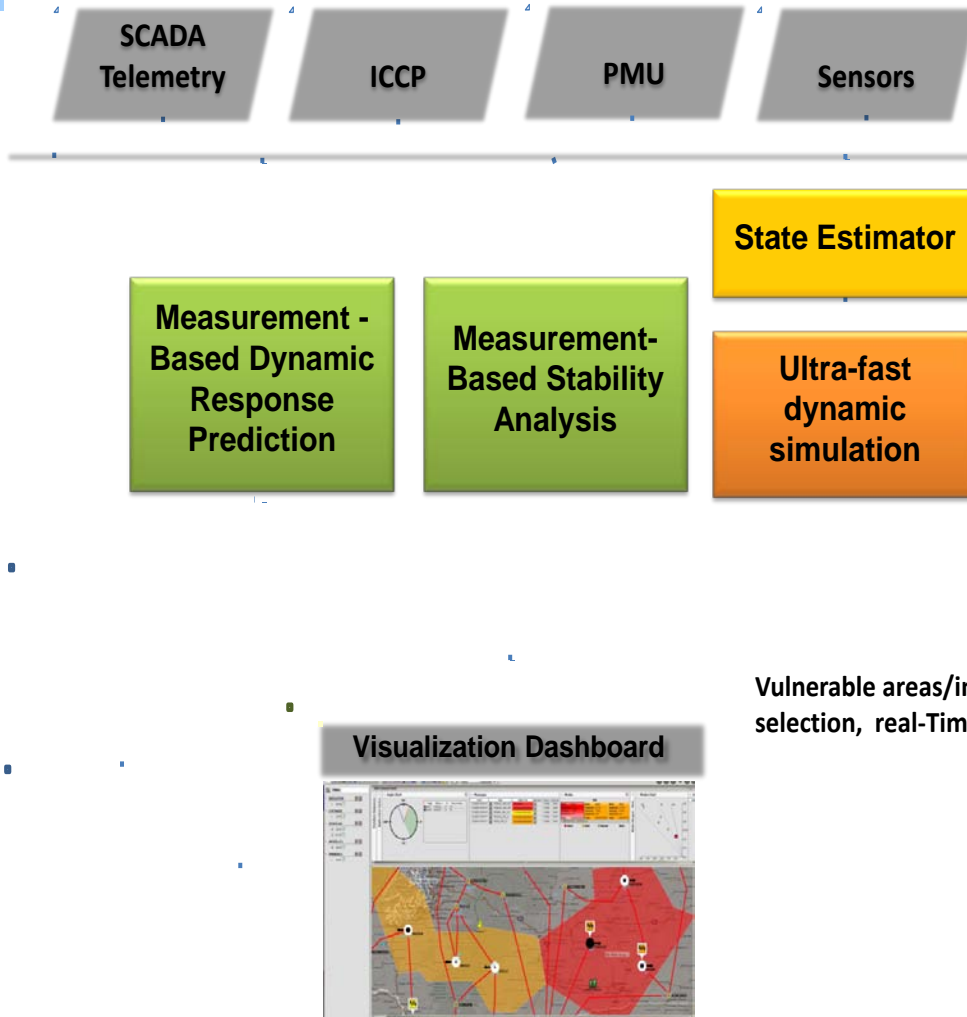 SCADA
Telemetry
ICCP
PMU
Sensors
State Estimator
Measurement -
Based Dynamic
Response
Prediction
Measurement-
Based Stability
Analysis
Ultra-fast
dynamic
simulation
Vulnerable areas/
selection, real-Tim
Visualization Dashboard